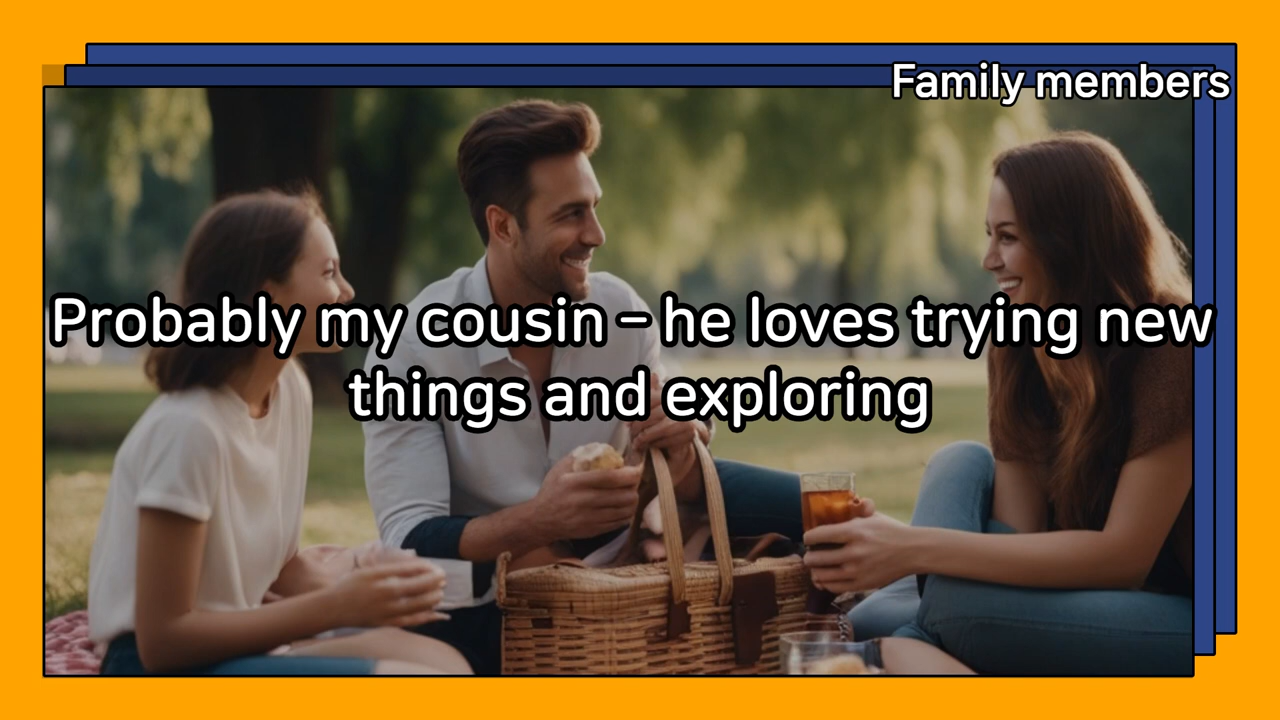 Family members
Probably my cousin – he loves trying new
things and exploring